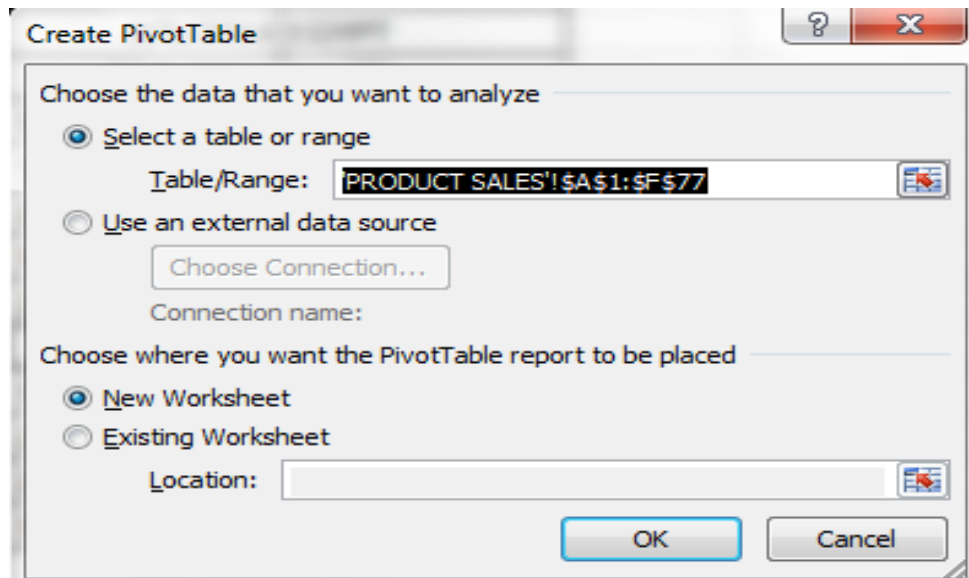 Create PivotTable
Choose the data that you want to analyze
Select a table or range
Table/Range: 'PRODUCT SALES'!$A$1:$F$77
Use an external data source
Choose Connection...
Connection name:
Choose where you want the PivotTable report to be placed
New Worksheet
Existing Worksheet
Location:
OK Cancel